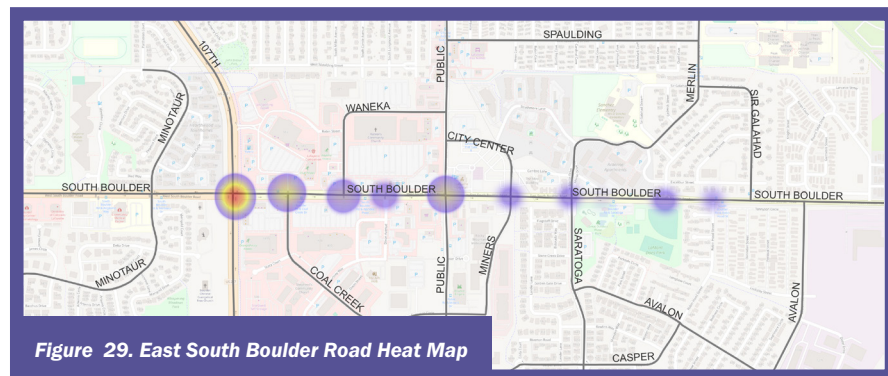 SPAULDING
107TH
PUBLIC
MERLIN
MINOTAUR
WANEKA
SIR GALAHAD
CITY CENTER
SOUTH BOULDER
SOUTH BOULDER
SOUTH BOULDER
SOUTH BOULDER
MINOTAUR
COAL CREEK
PUBLIC
MINERS
SARATOGA
AVALON
AVALON
CASPER
Figure 29. East South Boulder Road Heat Map